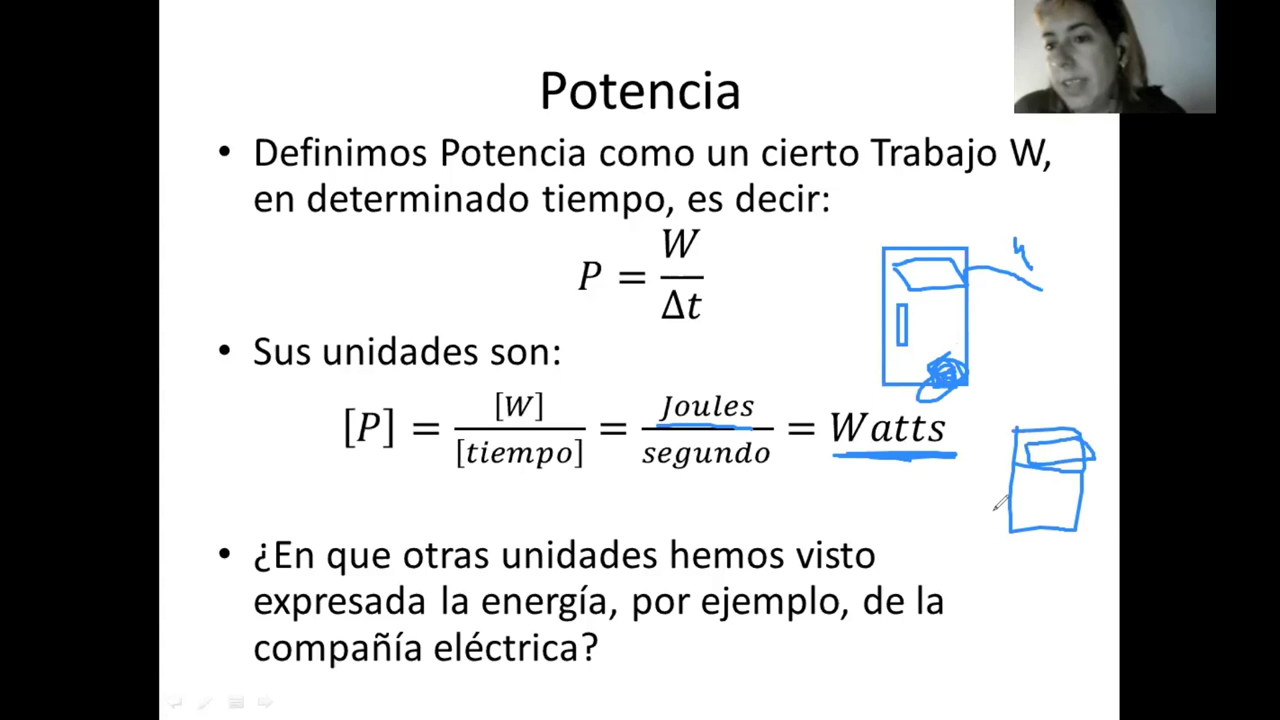 Potencia
• Definimos Potencia como un cierto Trabajo W,
en determinado tiempo, es decir:
P = W/Δt
• Sus unidades son:
[P] = [W]/[tiempo] = Joules/segundo = Watts
• ¿En que otras unidades hemos visto
expresada la energía, por ejemplo, de la
compañía eléctrica?